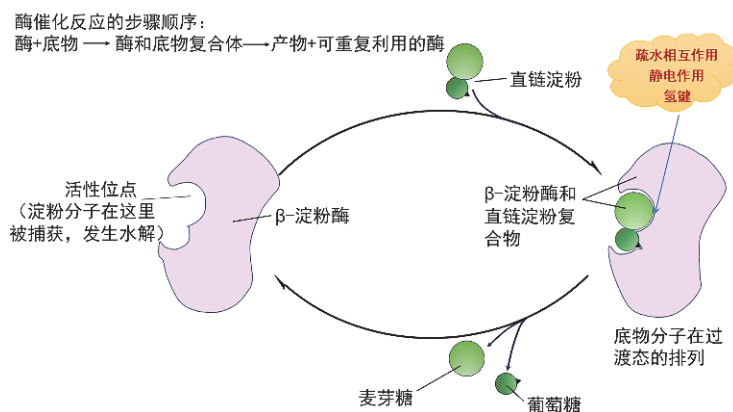 酶催化反应的步骤顺序：
酶+底物 → 酶和底物复合体 → 产物+可重复利用的酶
直链淀粉
疏水相互作用
静电作用
氢键
活性位点
（淀粉分子在这里
被捕获，发生水解）
β-淀粉酶
β-淀粉酶和
直链淀粉复
合物
底物分子在过
渡态的排列
麦芽糖
葡萄糖